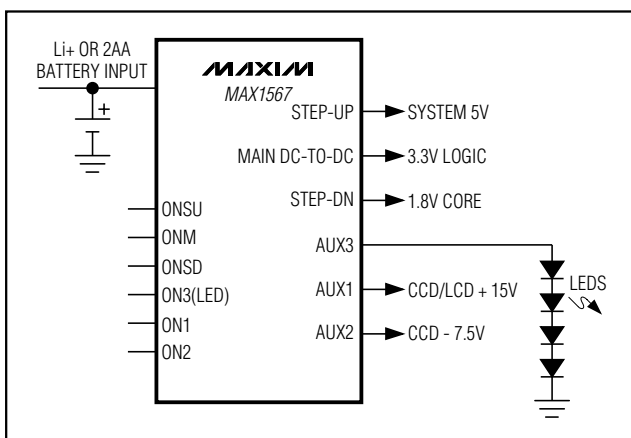 Li+ OR 2AA
BATTERY INPUT
MAXIM
MAX1567
STEP-UP
SYSTEM 5V
MAIN DC-TO-DC
3.3V LOGIC
STEP-DN
1.8V CORE
ONSU
ONM
ONSD
ON3(LED)
ON1
ON2
AUX3
LEDS
AUX1
CCD/LCD + 15V
AUX2
CCD - 7.5V
+